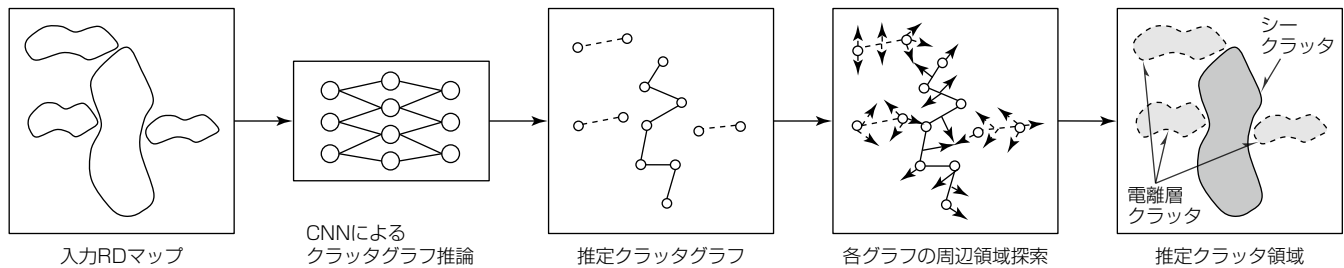 シー
クラッタ
電離層
クラッタ
入力RDマップ
CNNによる
クラッタグラフ推論
推定クラッタグラフ
各グラフの周辺領域探索
推定クラッタ領域